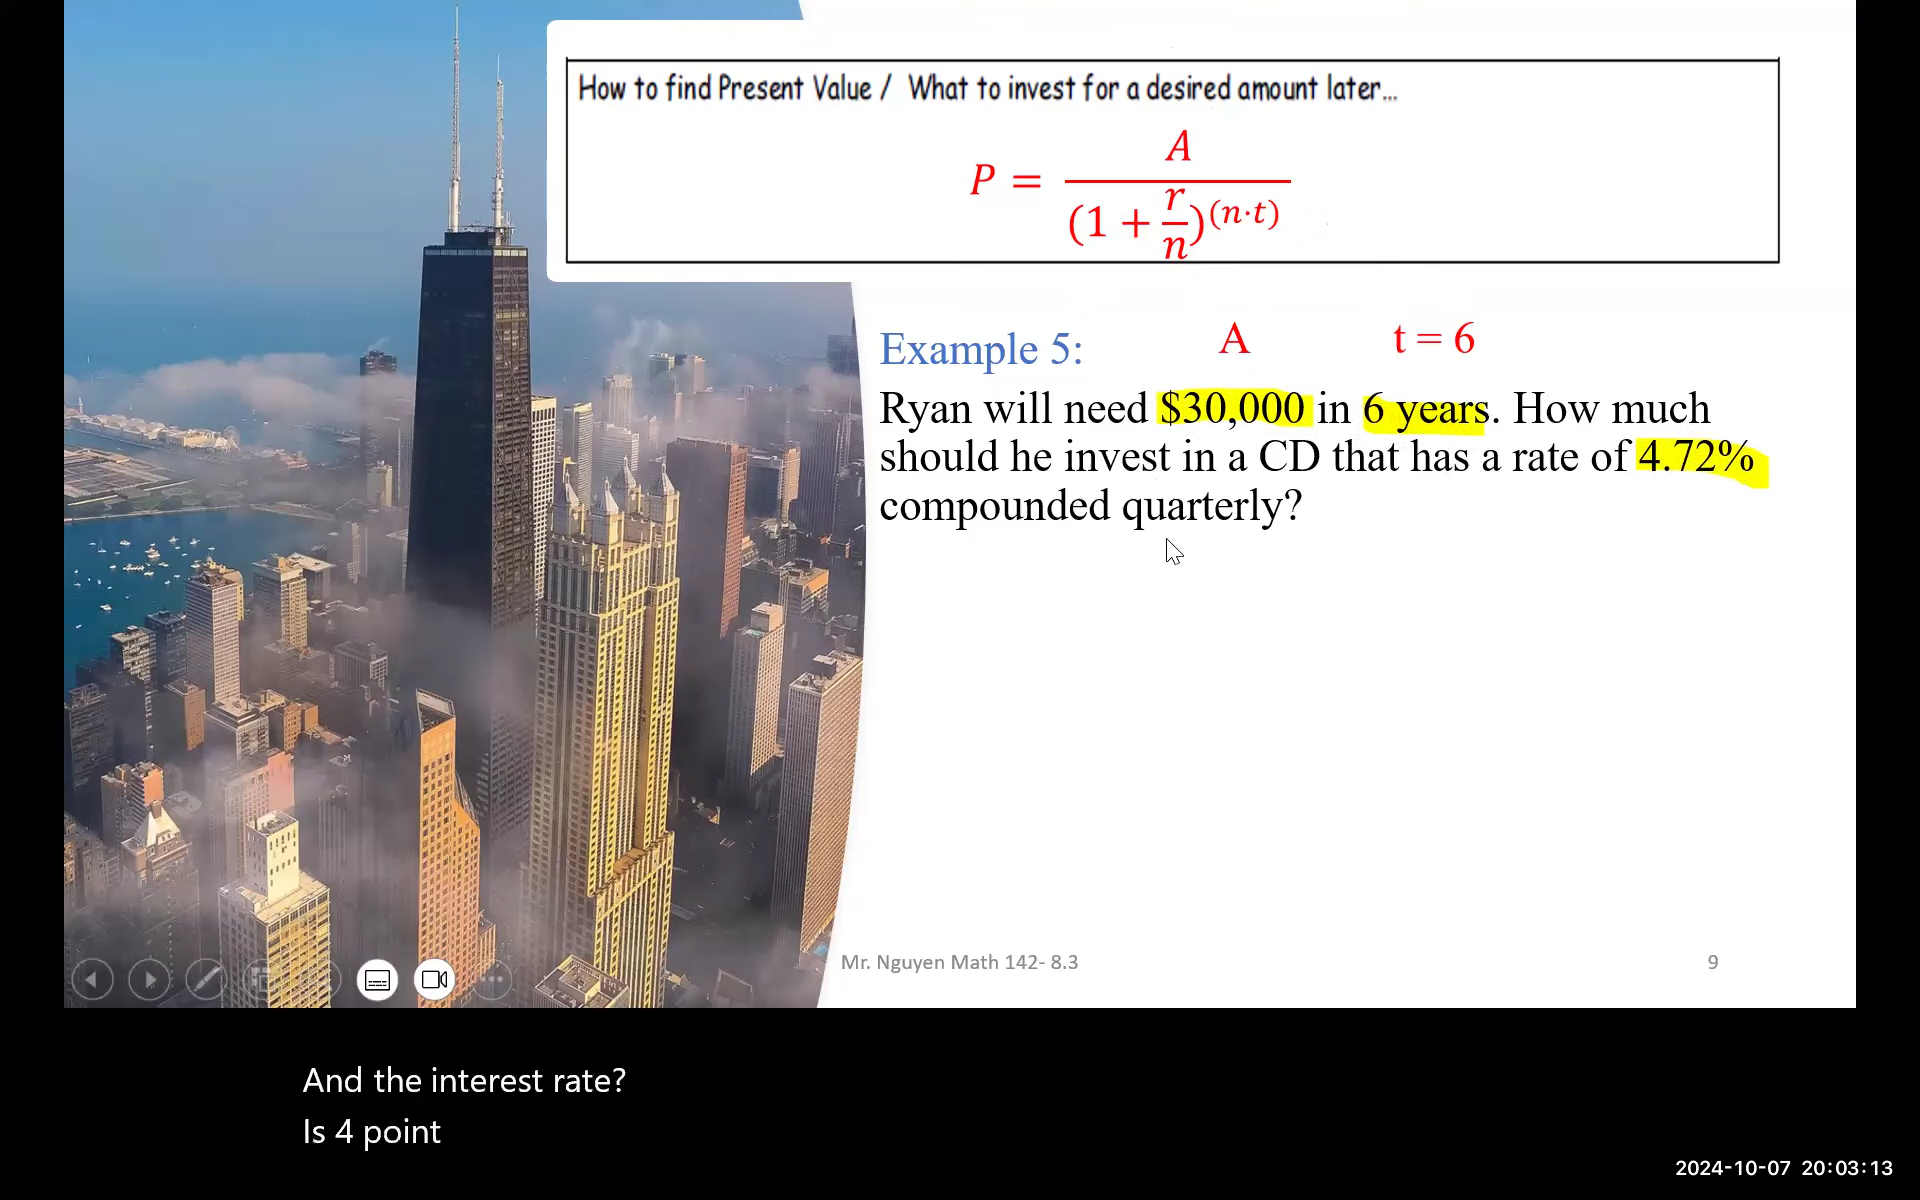 How to find Present Value / What to invest for a desired amount later...
P = A / (1 + r/n)^(n·t)
Example 5: A t = 6
Ryan will need $30,000 in 6 years. How much
should he invest in a CD that has a rate of 4.72%
compounded quarterly?
Mr. Nguyen Math 142- 8.3 9
And the interest rate?
Is 4 point
2024-10-07 20:03:13